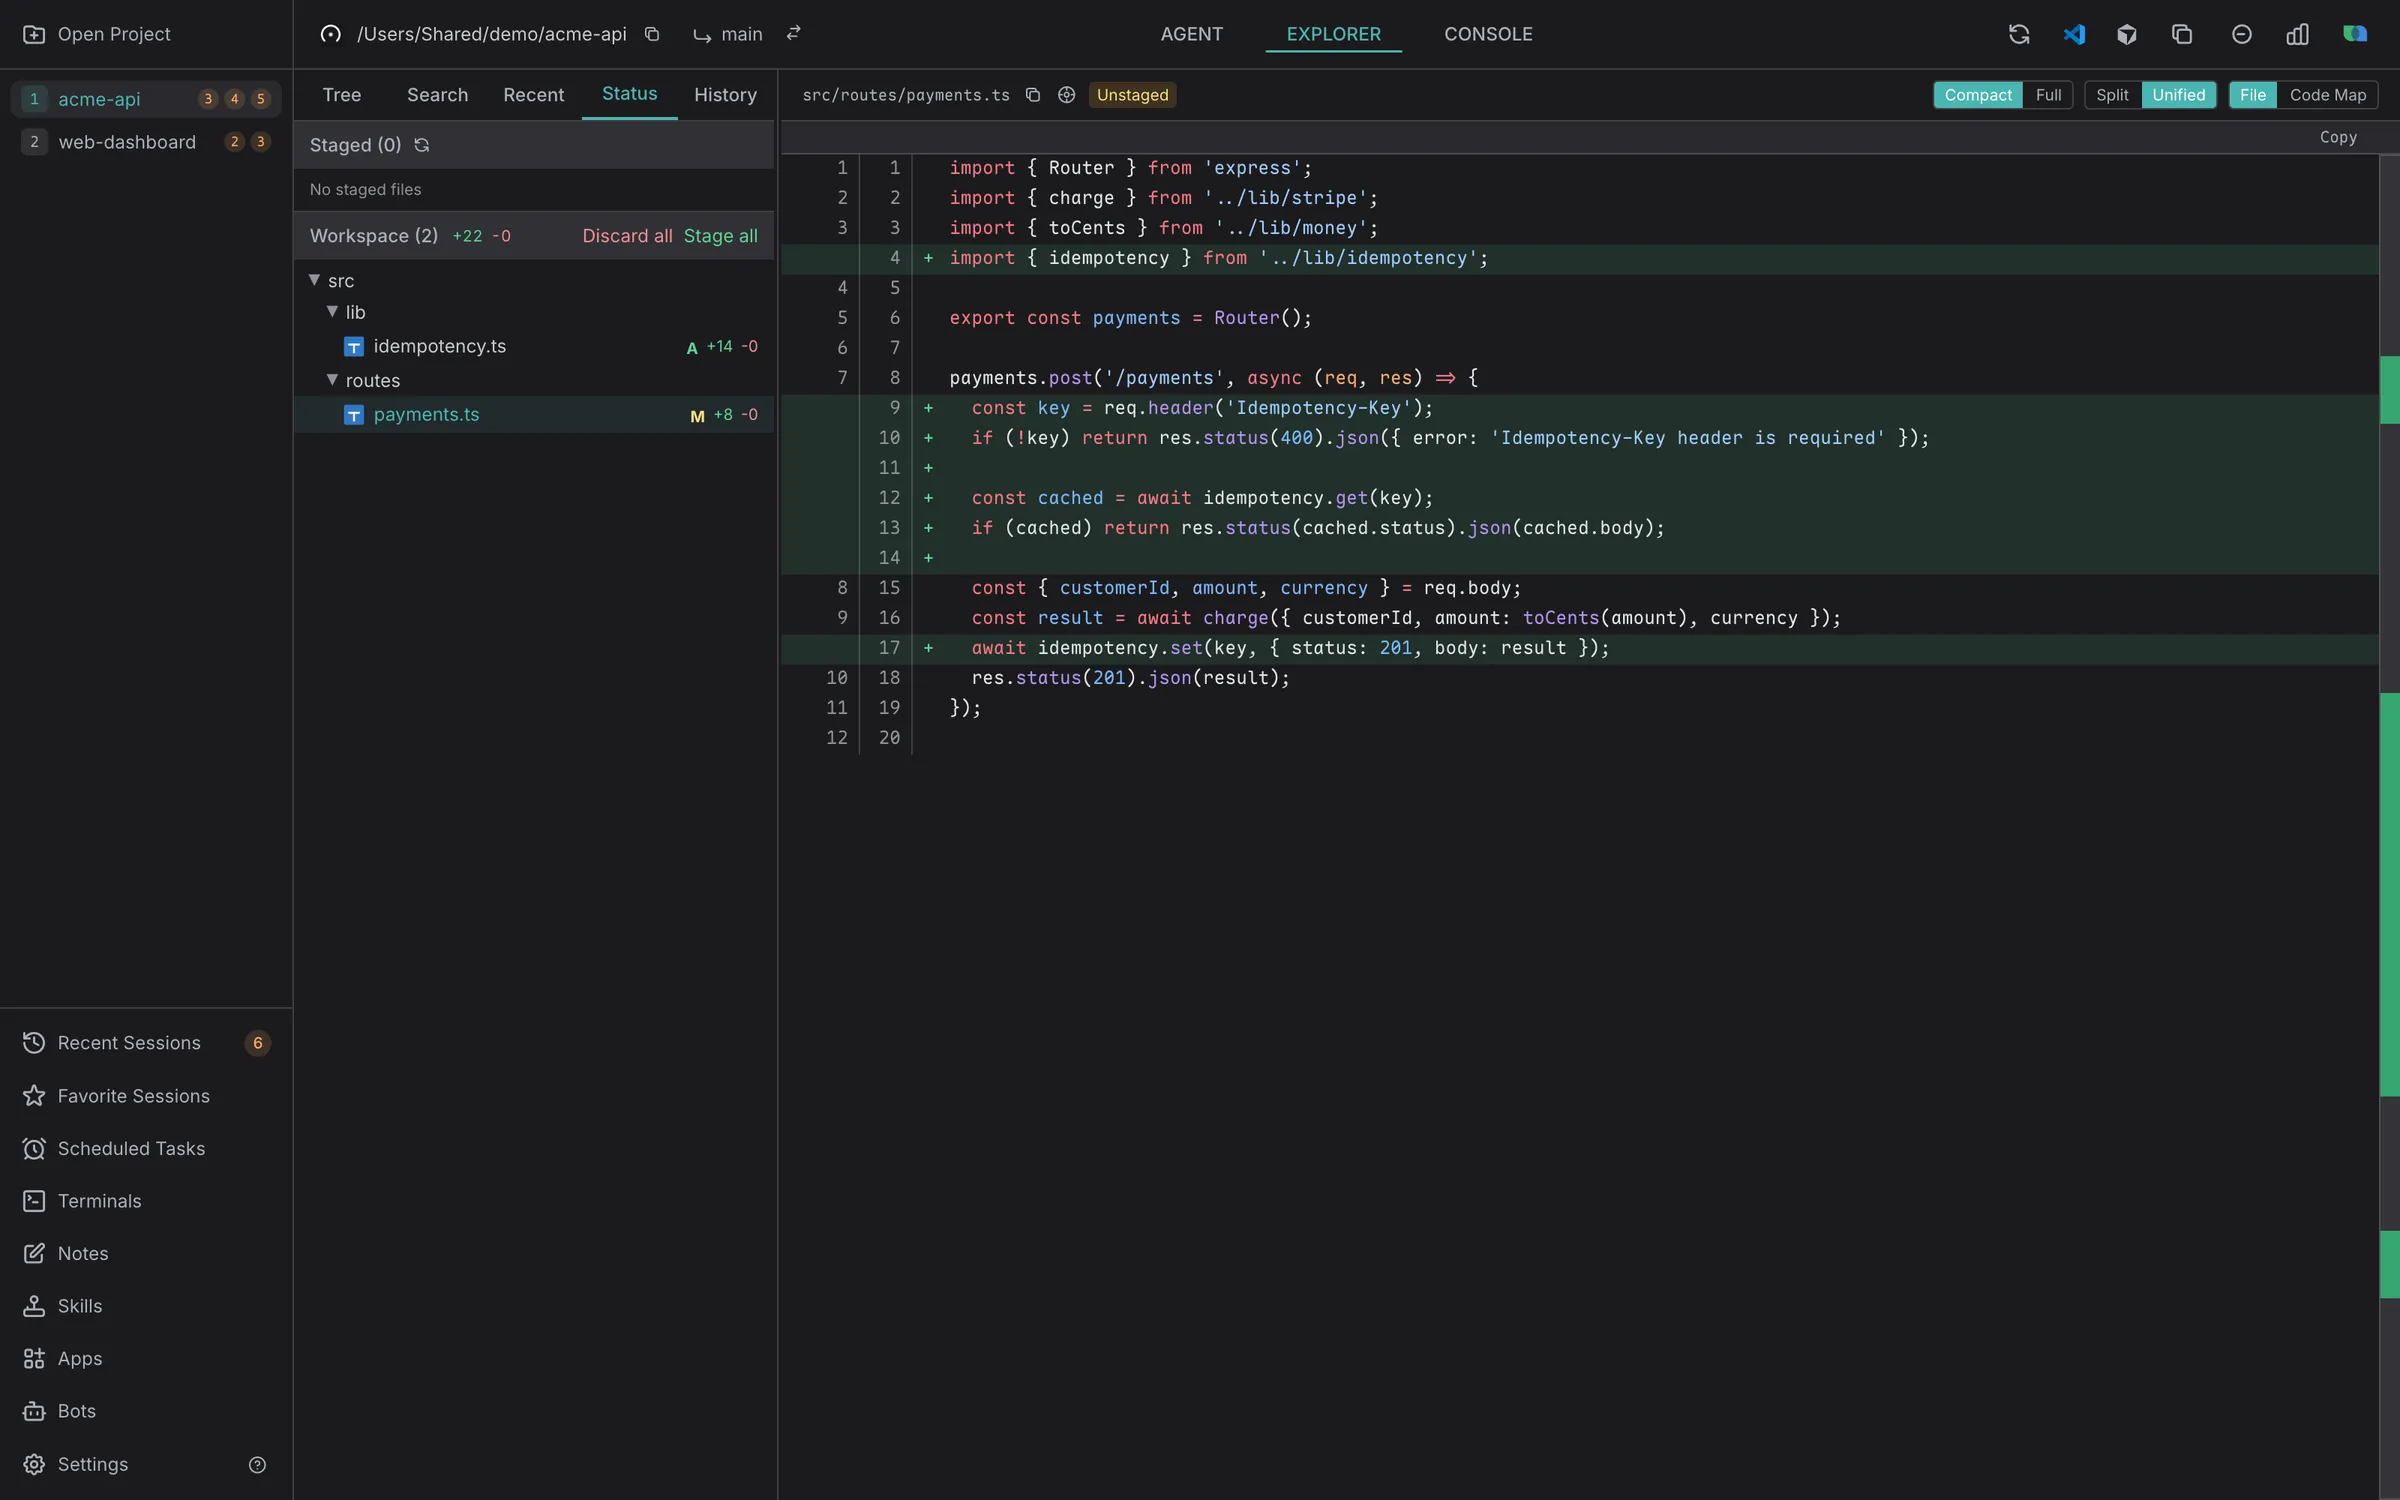 Open Project
/Users/Shared/demo/acme-api
main
AGENT
EXPLORER
CONSOLE
1 acme-api 3 4 5
2 web-dashboard 2 3
Tree
Search
Recent
Status
History
Staged (0)
No staged files
Workspace (2) +22 -0 Discard all Stage all
src
lib
T idempotency.ts A +14 -0
routes
T payments.ts M +8 -0
src/routes/payments.ts Unstaged
Compact Full
Split Unified
File Code Map
Copy
1 1 import { Router } from 'express';
2 2 import { charge } from '../lib/stripe';
3 3 import { toCents } from '../lib/money';
4 + import { idempotency } from '../lib/idempotency';
4 5
5 6 export const payments = Router();
6 7
7 8 payments.post('/payments', async (req, res) => {
9 + const key = req.header('Idempotency-Key');
10 + if (!key) return res.status(400).json({ error: 'Idempotency-Key header is required' });
11 +
12 + const cached = await idempotency.get(key);
13 + if (cached) return res.status(cached.status).json(cached.body);
14 +
8 15 const { customerId, amount, currency } = req.body;
9 16 const result = await charge({ customerId, amount: toCents(amount), currency });
17 + await idempotency.set(key, { status: 201, body: result });
10 18 res.status(201).json(result);
11 19 });
12 20
Recent Sessions 6
Favorite Sessions
Scheduled Tasks
Terminals
Notes
Skills
Apps
Bots
Settings